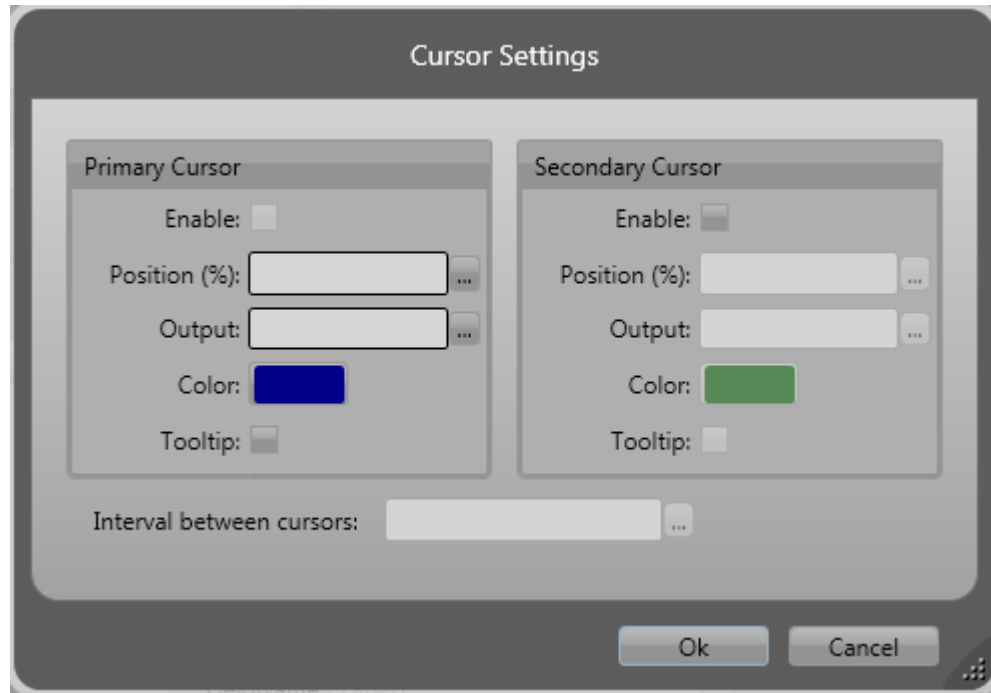 Cursor Settings
Primary Cursor
Enable:
Position (%):
...
Output:
...
Color:
Tooltip:
Secondary Cursor
Enable:
Position (%):
...
Output:
...
Color:
Tooltip:
Interval between cursors:
...
Ok
Cancel